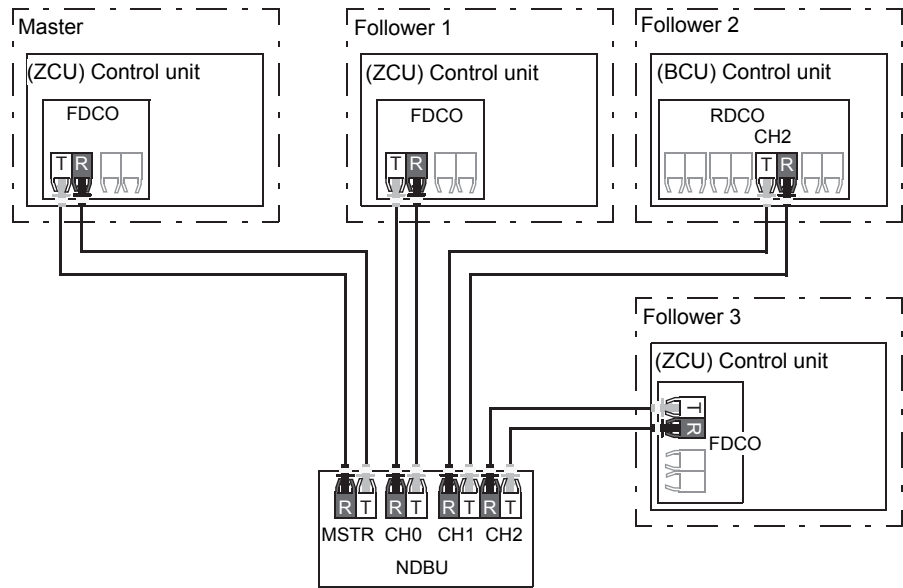 Master
(ZCU) Control unit
FDCO
T R
Follower 1
(ZCU) Control unit
FDCO
T R
Follower 2
(BCU) Control unit
RDCO
CH2
T R
Follower 3
(ZCU) Control unit
T
R
FDCO
R T R T R T R T
MSTR CH0 CH1 CH2
NDBU